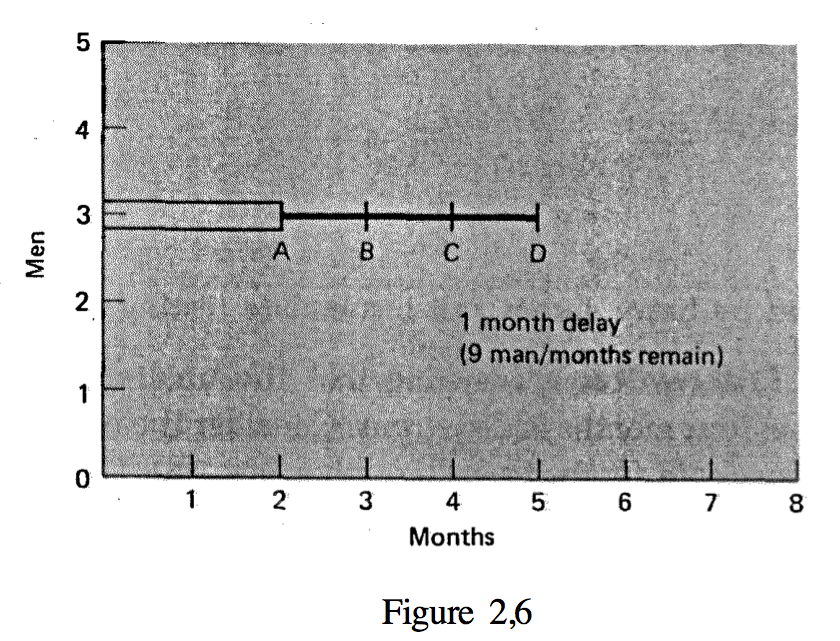 5
4
3
2
1
0
Men
A B C D
1 month delay
(9 man/months remain)
1 2 3 4 5 6 7 8
Months
Figure 2,6